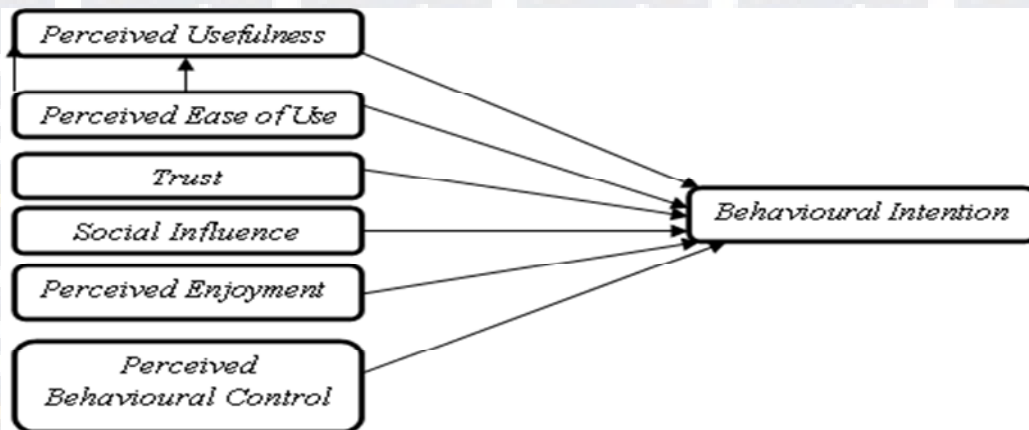 Perceived Usefulness
Perceived Ease of Use
Trust
Social Influence
Behavioural Intention
Perceived Enjoyment
Perceived
Behavioural Control